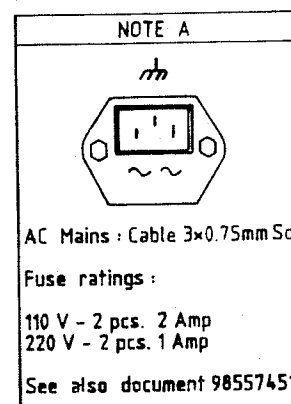 NOTE A
AC Mains : Cable 3×0.75mm
Fuse ratings :
110 V - 2 pcs. 2 Amp
220 V - 2 pcs. 1 Amp
See also document